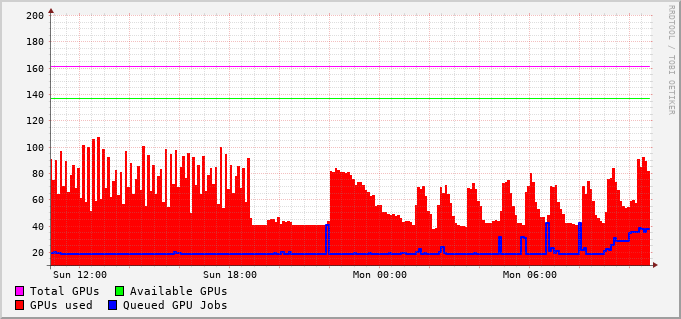 200
180
160
140
120
100
80
60
40
20
Sun 12:00 Sun 18:00 Mon 00:00 Mon 06:00
Total GPUs Available GPUs
GPUs used Queued GPU Jobs
RRDTOOL / TOBI OETIKER